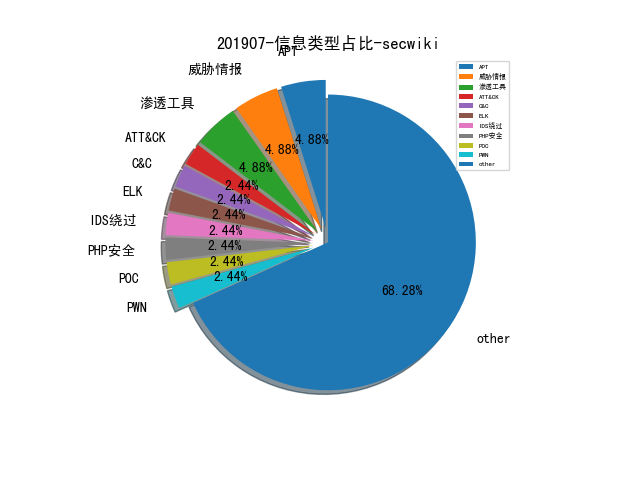 201907-信息类型占比-secwiki
APT
威胁情报
渗透工具
ATT&CK
C&C
ELK
IDS绕过
PHP安全
POC
PWN
other
4.88%
4.88%
4.88%
2.44%
2.44%
2.44%
2.44%
2.44%
2.44%
2.44%
68.28%
APT
威胁情报
渗透工具
ATT&CK
C&C
ELK
IDS绕过
PHP安全
POC
PWN
other